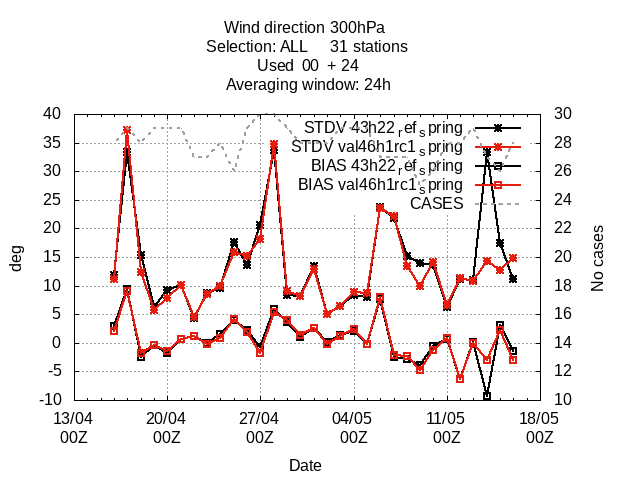 Wind direction 300hPa
Selection: ALL 31 stations
Used 00 + 24
Averaging window: 24h
40 30
35 28
30 26
25 24
20 22
15 20
10 18
5 16
0 14
-5 12
-10 10
STDV 43h22_ref_spring
STDV val46h1rc1_spring
BIAS 43h22_ref_spring
BIAS val46h1rc1_spring
CASES
deg
No cases
13/04 20/04 27/04 04/05 11/05 18/05
00Z 00Z 00Z 00Z 00Z 00Z
Date